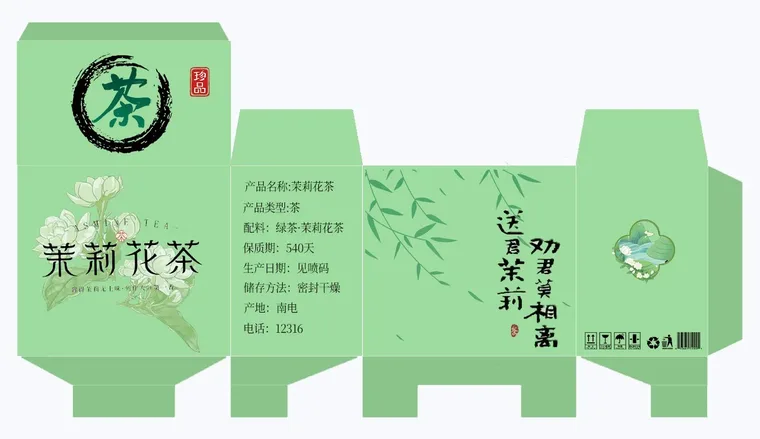 茶
珍品
JASMINE TEA
茉莉花茶
产品名称:茉莉花茶
产品类型:茶
配料：绿茶·茉莉花茶
保质期：540天
生产日期：见喷码
储存方法：密封干燥
产地：南电
电话：12316
送君茉莉
劝君莫相离